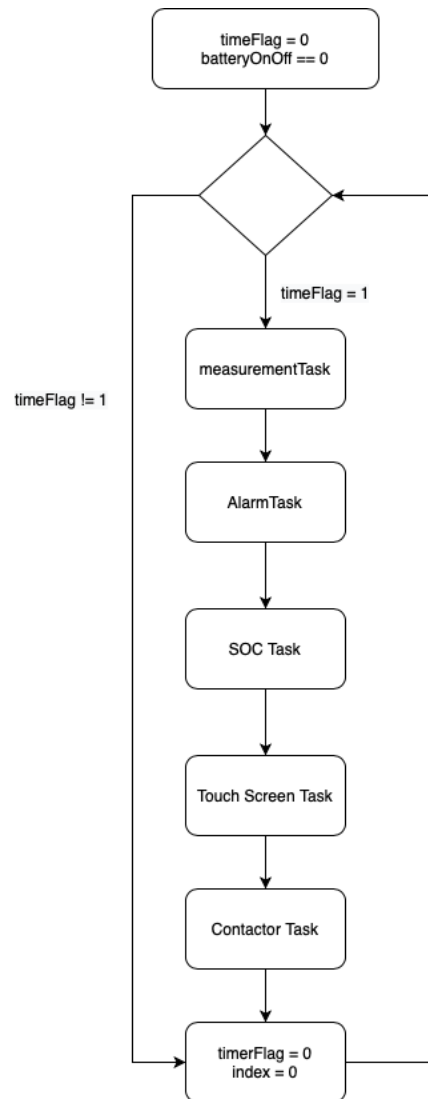 timeFlag = 0
batteryOnOff == 0
timeFlag = 1
measurementTask
timeFlag != 1
AlarmTask
SOC Task
Touch Screen Task
Contactor Task
timerFlag = 0
index = 0